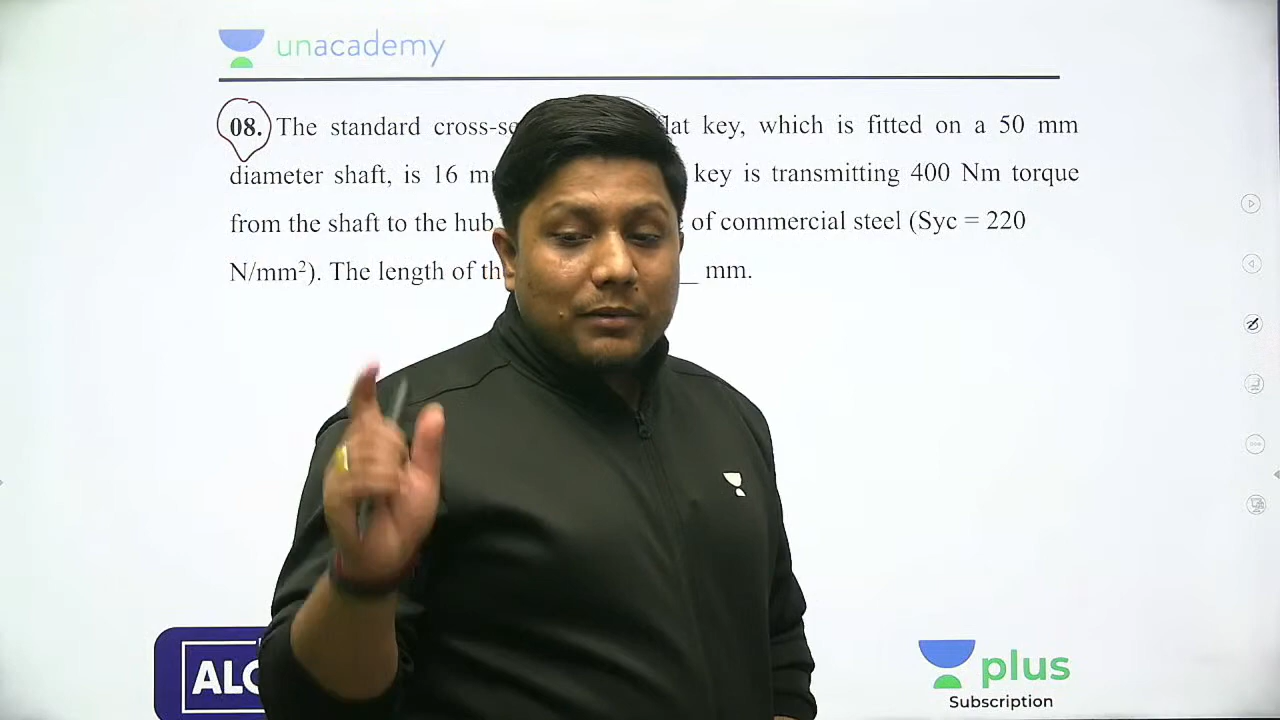 unacademy
08. The standard cross-se lat key, which is fitted on a 50 mm
diameter shaft, is 16 m key is transmitting 400 Nm torque
from the shaft to the hub of commercial steel (Syc = 220
N/mm²). The length of th __ mm.
ALO
plus
Subscription